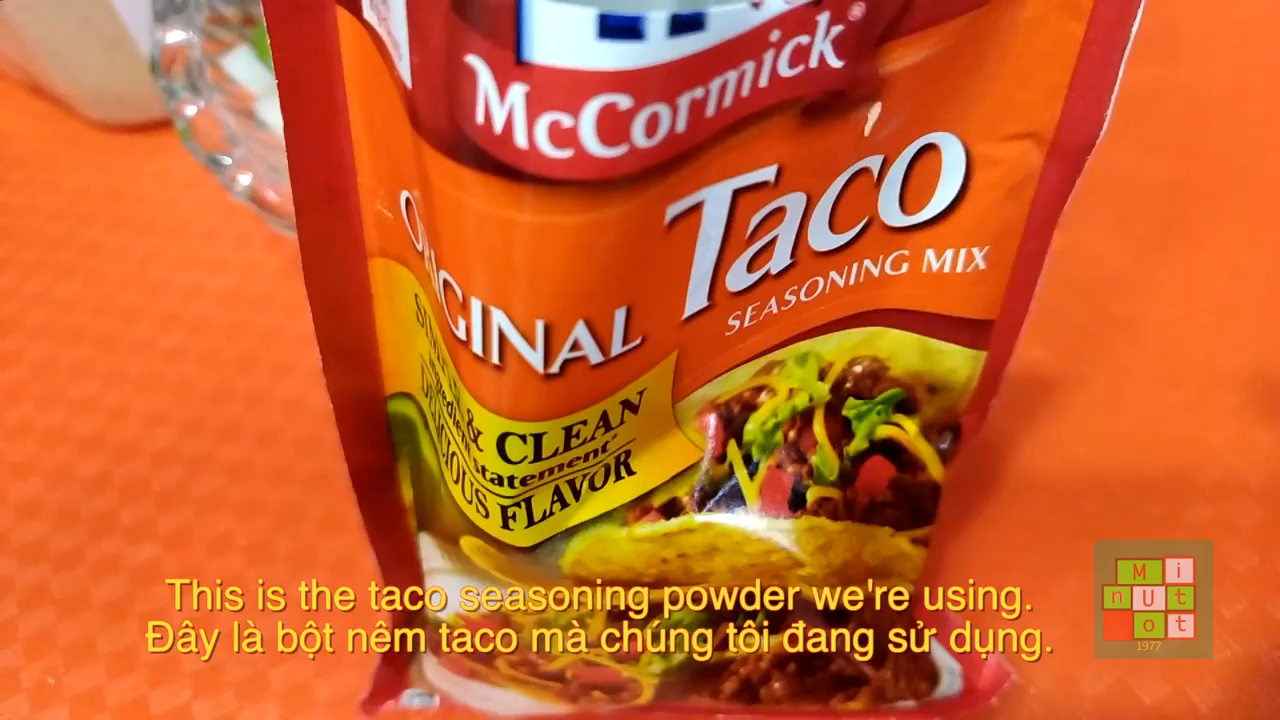 McCormick®
ORIGINAL
Taco
SEASONING MIX
& CLEAN
statement
DELICIOUS FLAVOR
This is the taco seasoning powder we're using.
Đây là bột nêm taco mà chúng tôi đang sử dụng.
M i
n U t
o t
1977